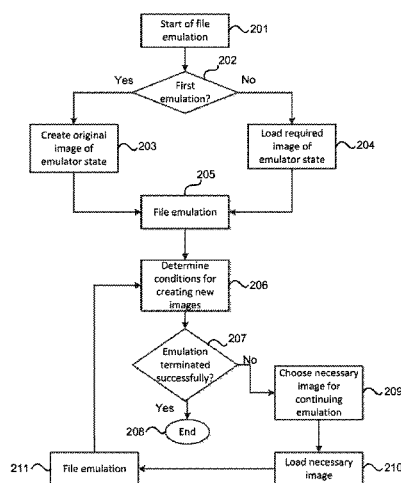 Start of file
emulation
201
202
Yes
No
First
emulation?
Create original
image of
emulator state
203
Load required
image of
emulator state
204
205
File emulation
Determine
conditions for
creating new
images
206
207
Emulation
terminated
successfully?
No
Yes
208
End
Choose necessary
image for
continuing
emulation
209
211
File emulation
Load necessary
image
210